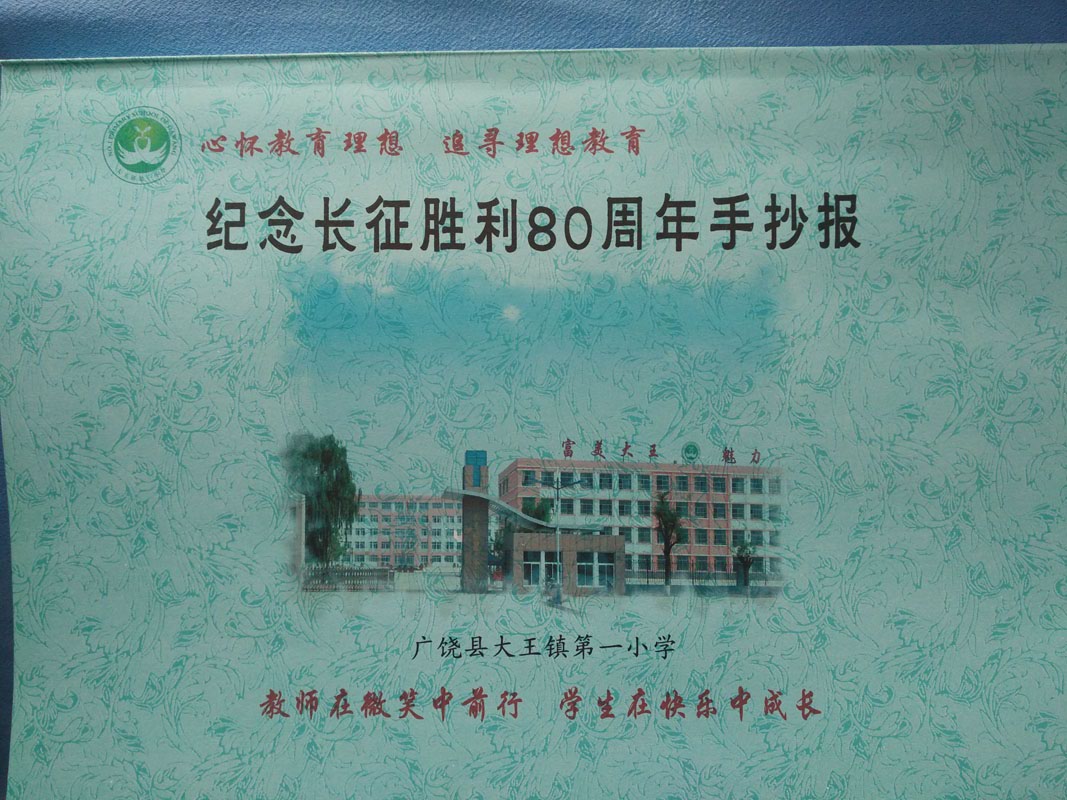 心怀教育理想 追寻理想教育
纪念长征胜利80周年手抄报
富美大王 魅力
广饶县大王镇第一小学
教师在微笑中前行 学生在快乐中成长